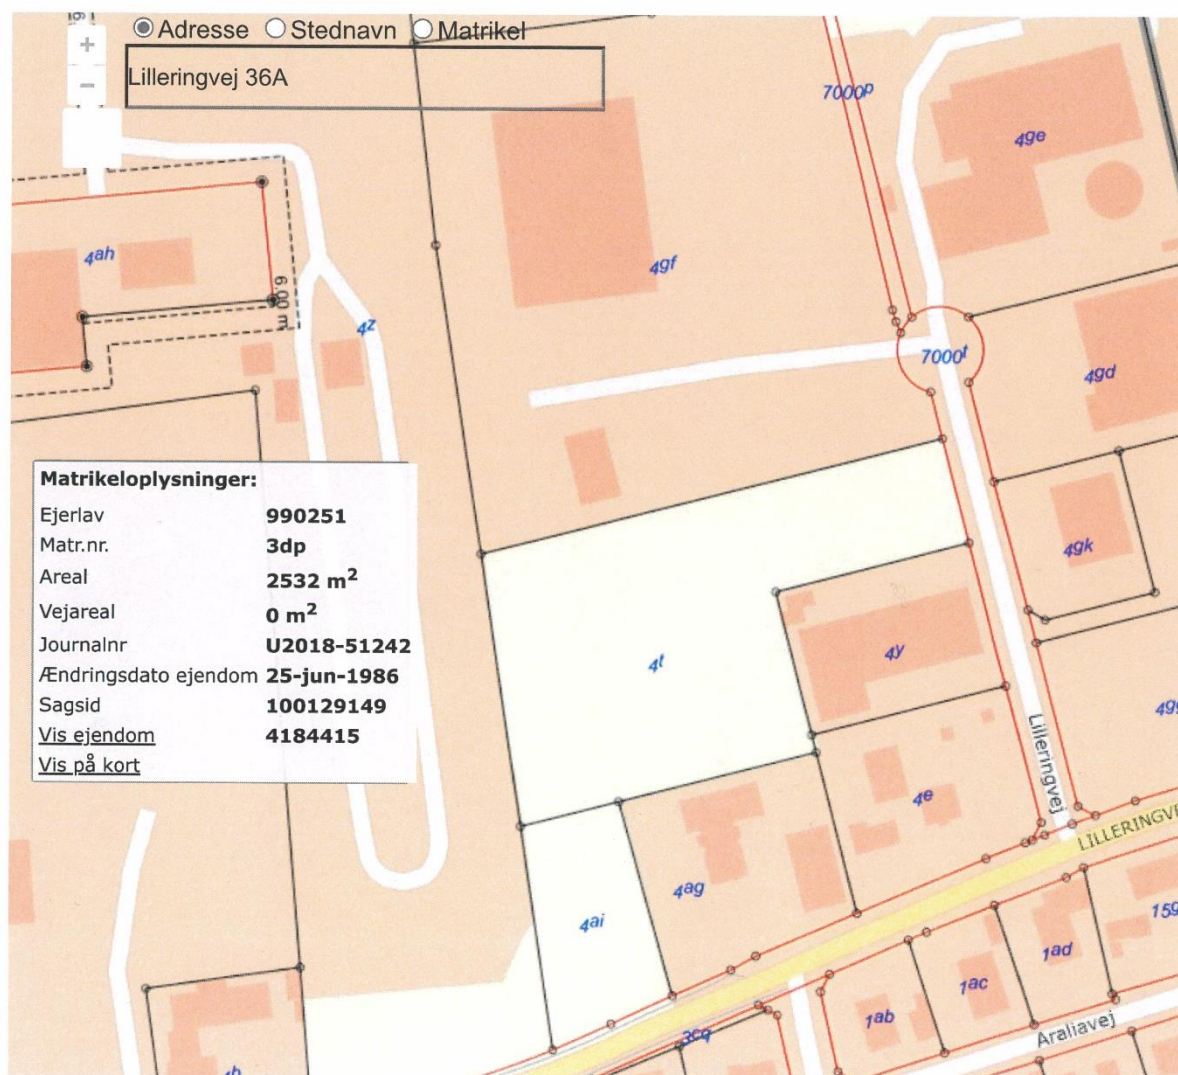 Adresse Stednavn Matrikel
Lilleringvej 36A
+
−
7000p
4ge
4ah
4gf
6.00 m
4z
7000t
4gd
Matrikeloplysninger:
Ejerlav 990251
Matr.nr. 3dp
Areal 2532 m²
Vejareal 0 m²
Journalnr U2018-51242
Ændringsdato ejendom 25-jun-1986
Sagsid 100129149
Vis ejendom 4184415
Vis på kort
4gk
4t
4y
Lilleringvej
4e
LILLERINGVE
4ag
4ai
15g
1ad
1ac
1ab
3cq
Araliavej